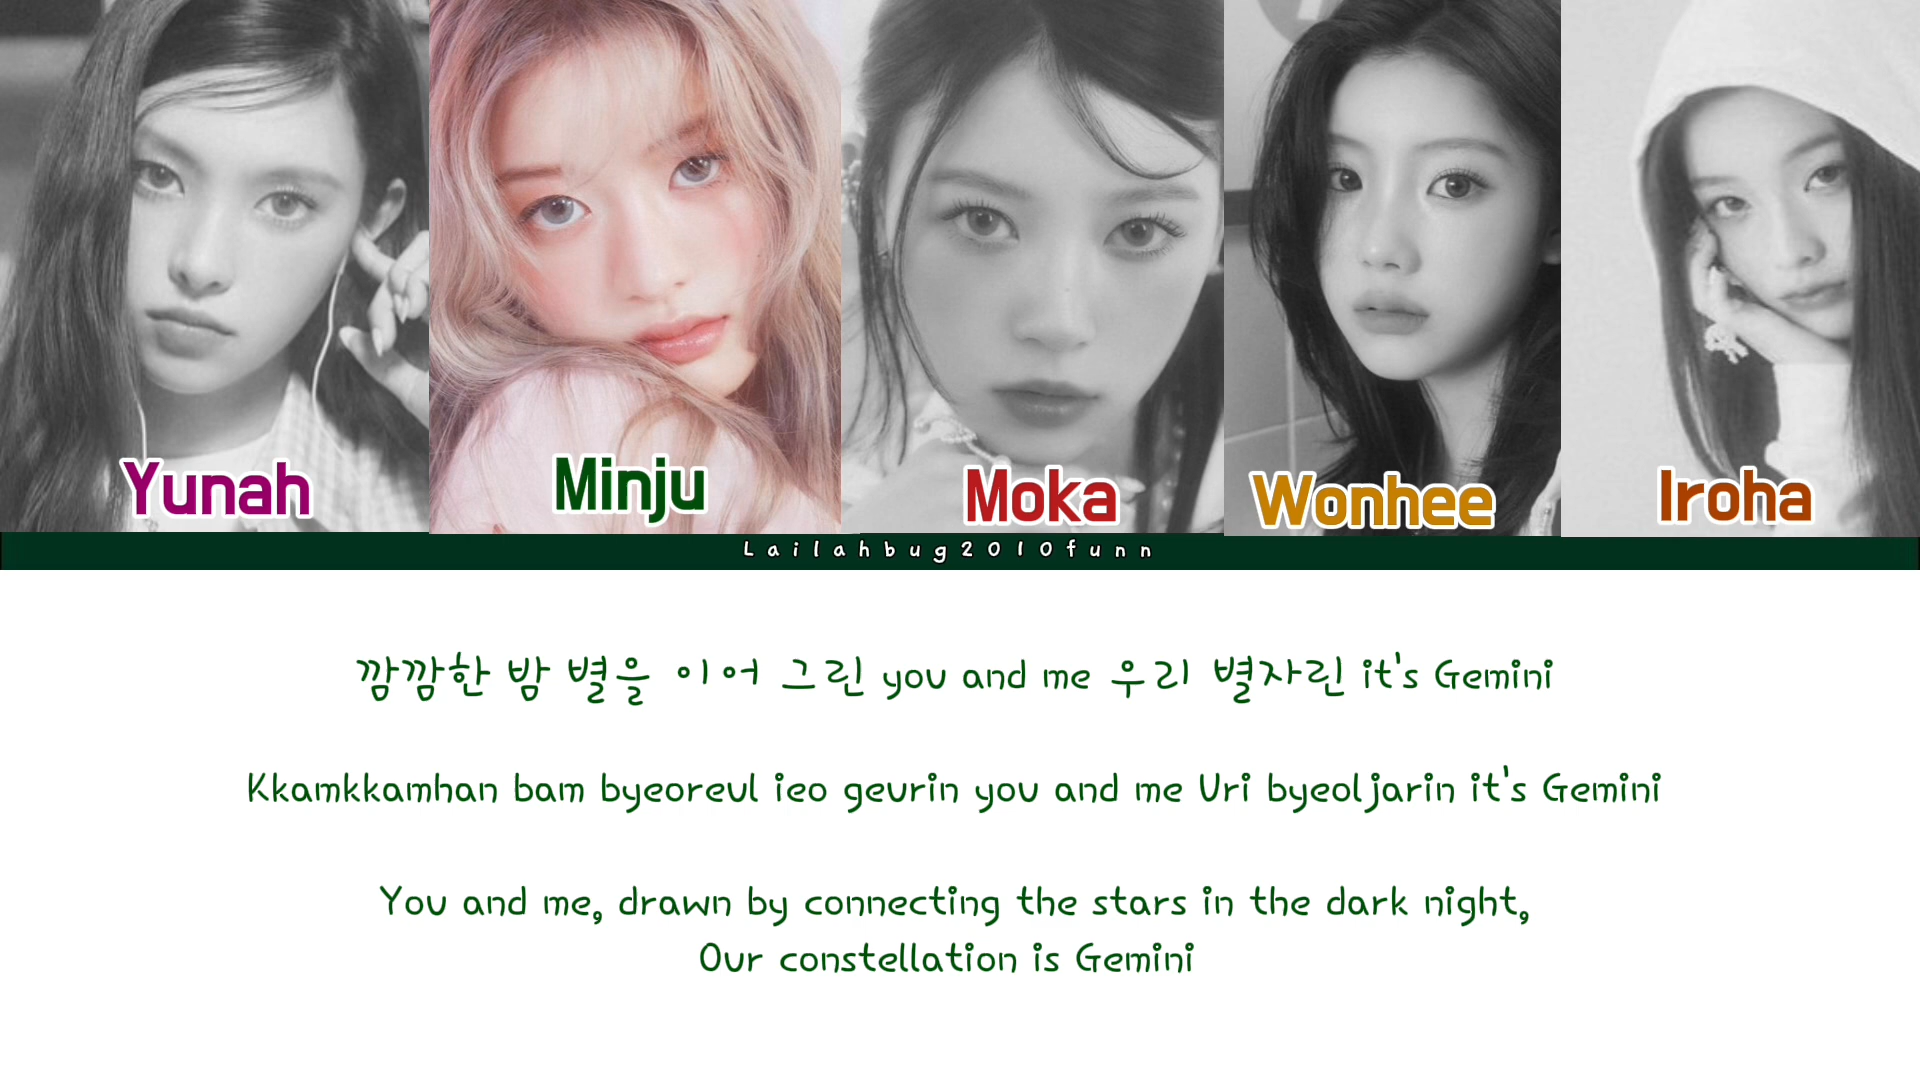 Yunah
Minju
Moka
Wonhee
Iroha
Lailahbug2010funn
깜깜한 밤 별을 이어 그린 you and me 우리 별자린 it's Gemini
Kkamkkamhan bam byeoreul ieo geurin you and me Uri byeoljarin it's Gemini
You and me, drawn by connecting the stars in the dark night,
Our constellation is Gemini